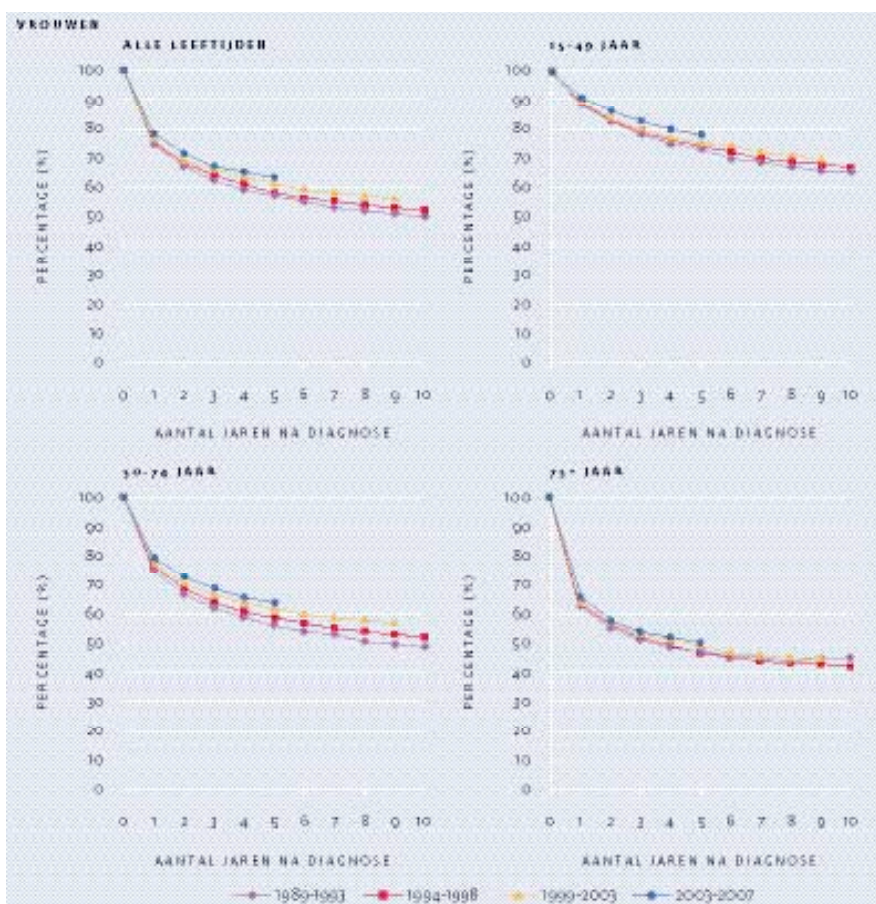 VROUWEN
ALLE LEEFTIJDEN
100
90
80
70
60
50
40
30
20
10
0
PERCENTAGE (%)
0 1 2 3 4 5 6 7 8 9 10
AANTAL JAREN NA DIAGNOSE
15-49 JAAR
100
90
80
70
60
50
40
30
20
10
0
PERCENTAGE (%)
0 1 2 3 4 5 6 7 8 9 10
AANTAL JAREN NA DIAGNOSE
50-74 JAAR
100
90
80
70
60
50
40
30
20
10
0
PERCENTAGE (%)
0 1 2 3 4 5 6 7 8 9 10
AANTAL JAREN NA DIAGNOSE
75+ JAAR
100
90
80
70
60
50
40
30
20
10
0
PERCENTAGE (%)
0 1 2 3 4 5 6 7 8 9 10
AANTAL JAREN NA DIAGNOSE
1989-1993 1994-1998 1999-2003 2003-2007